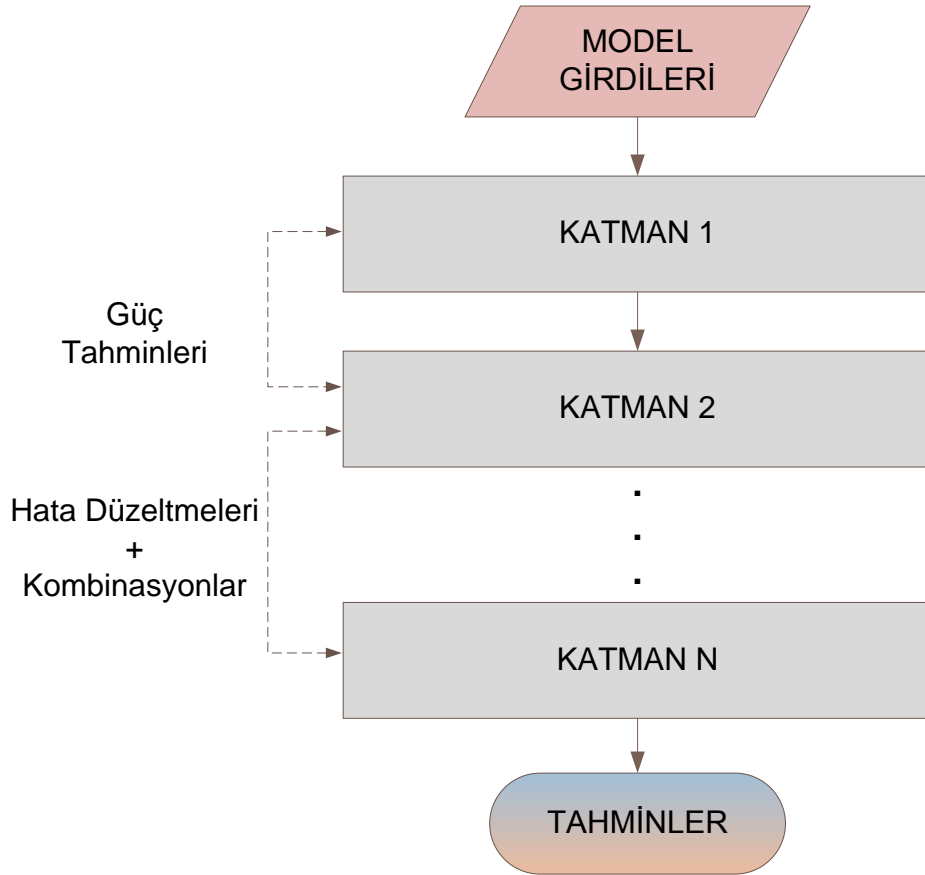 MODEL
GİRDİLERİ
KATMAN 1
Güç
Tahminleri
KATMAN 2
Hata Düzeltmeleri
+
Kombinasyonlar
.
.
.
KATMAN N
TAHMİNLER